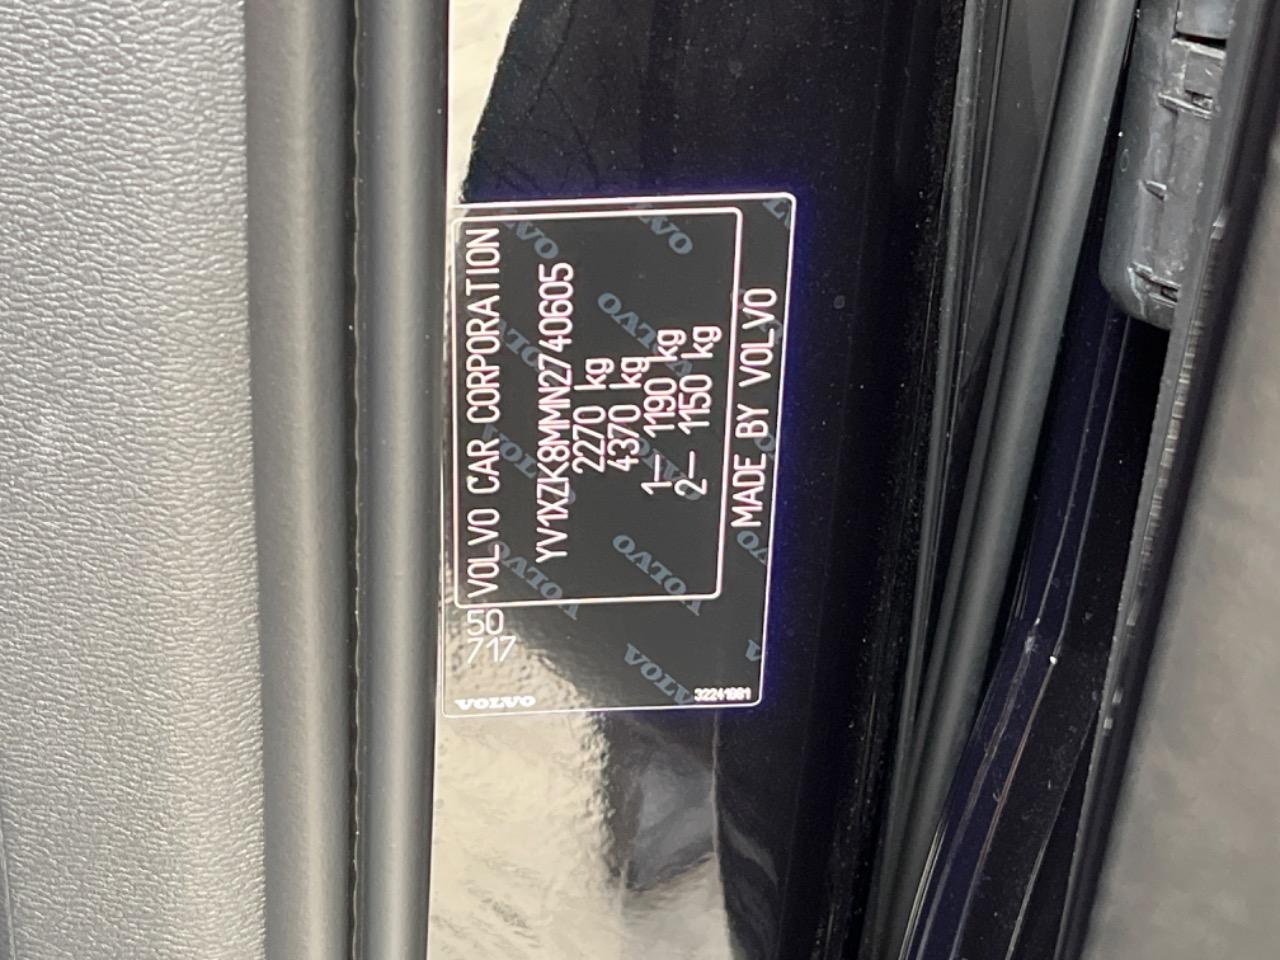 VOLVO CAR CORPORATION
YV1XZK8MMN2740605
2270 kg
4370 kg
1– 1190 kg
2– 1150 kg
MADE BY VOLVO
50
717
VOLVO